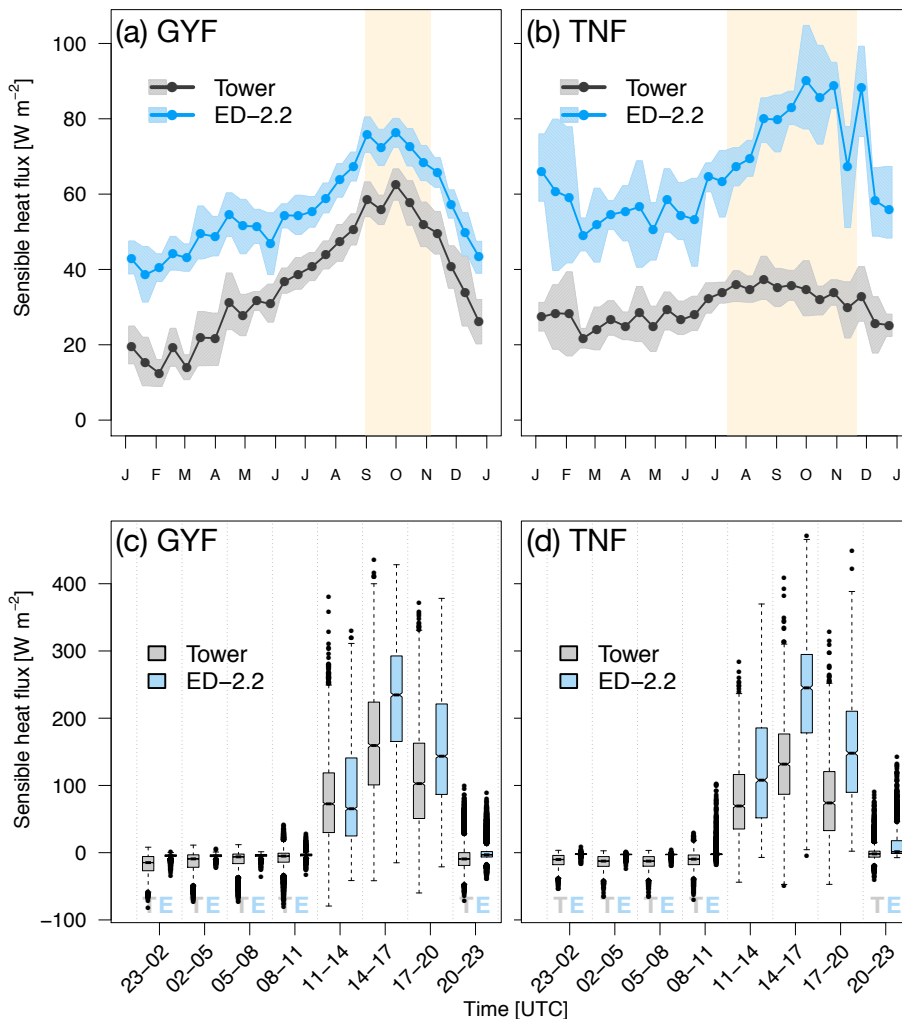 (a) GYF
(b) TNF
Sensible heat flux [W m−2]
100
80
60
40
20
0
Tower
ED−2.2
Tower
ED−2.2
J F M A M J J A S O N D J
J F M A M J J A S O N D J
(c) GYF
(d) TNF
Sensible heat flux [W m−2]
400
300
200
100
0
−100
Tower
ED−2.2
Tower
ED−2.2
TE TE TE TE TE
TE TE TE TE TE
23−02 02−05 05−08 08−11 11−14 14−17 17−20 20−23
23−02 02−05 05−08 08−11 11−14 14−17 17−20 20−23
Time [UTC]